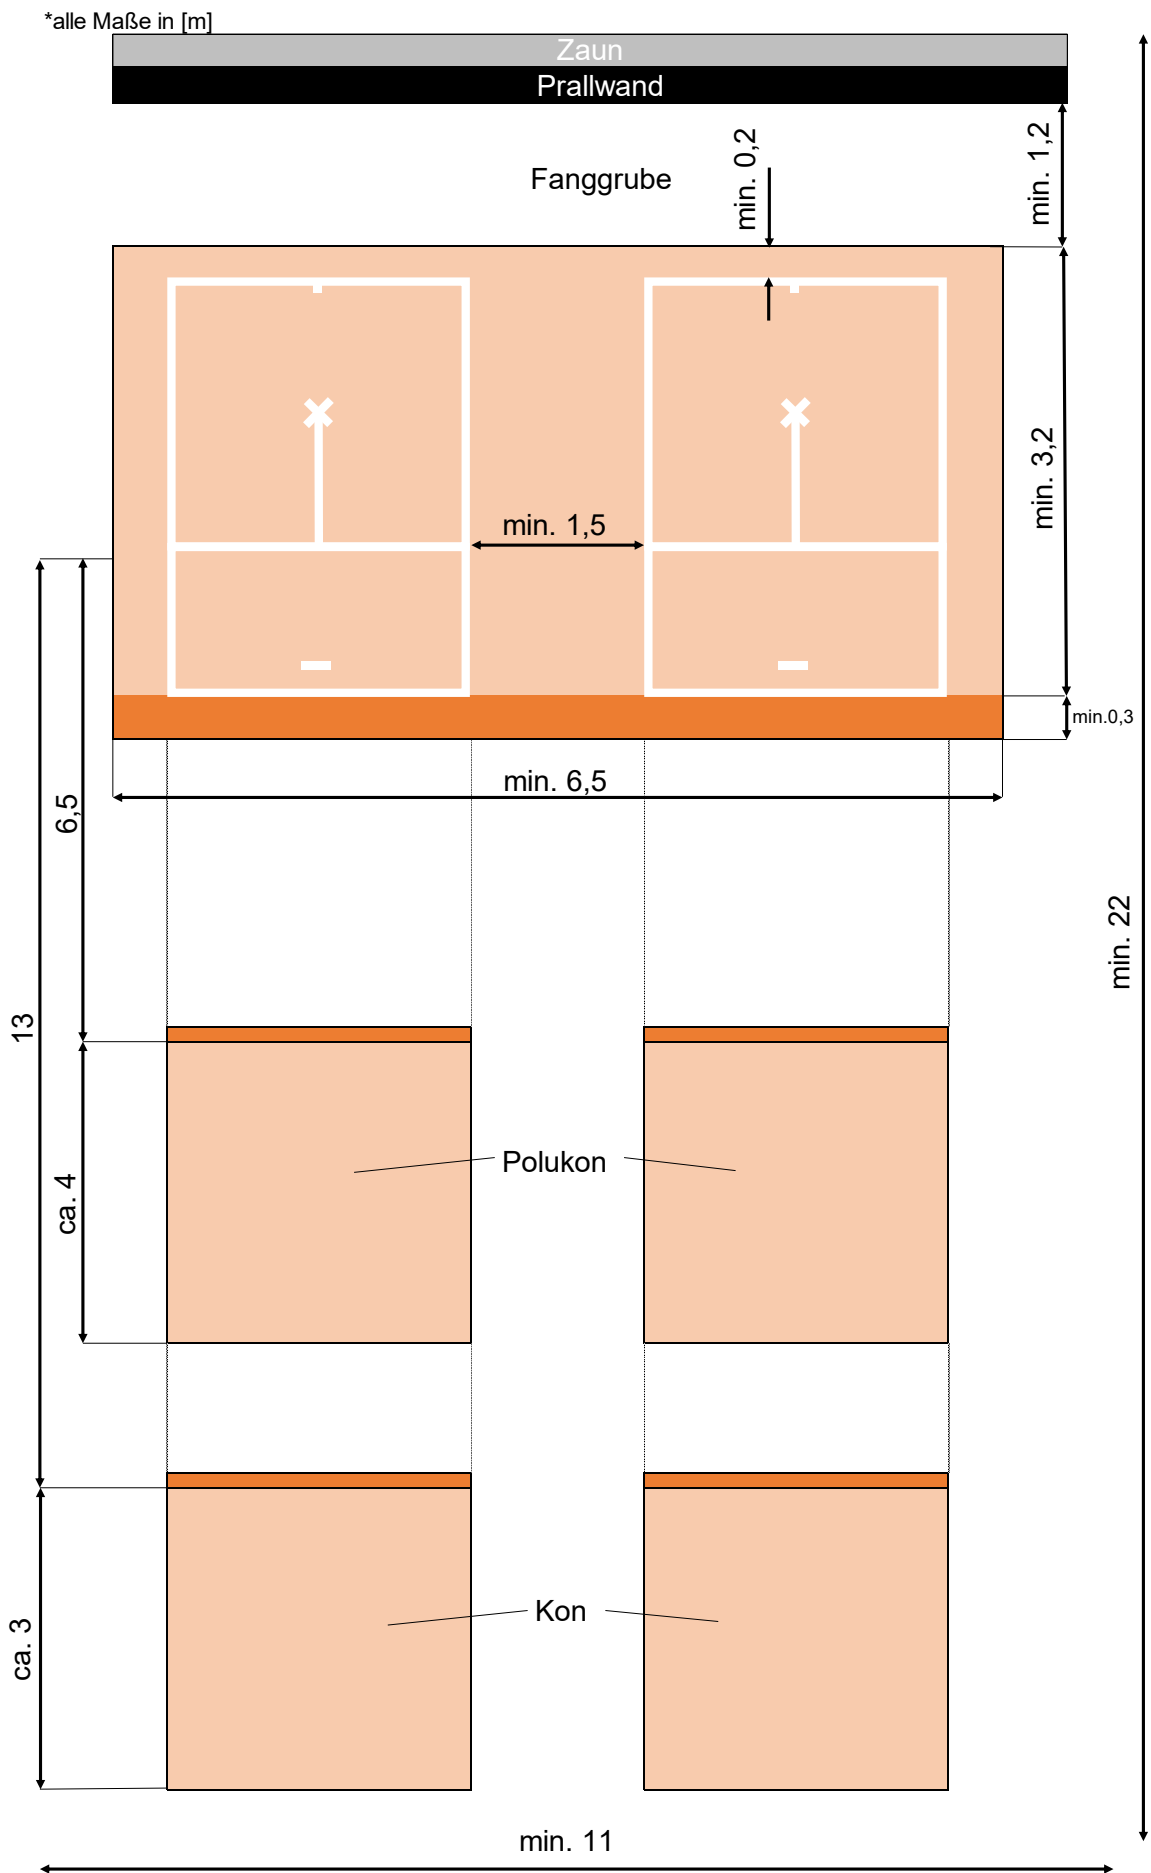 *alle Maße in [m]
Zaun
Prallwand
min. 0,2
min. 1,2
Fanggrube
min. 3,2
min. 1,5
min.0,3
min. 6,5
6,5
min. 22
13
Polukon
ca. 4
Kon
ca. 3
min. 11